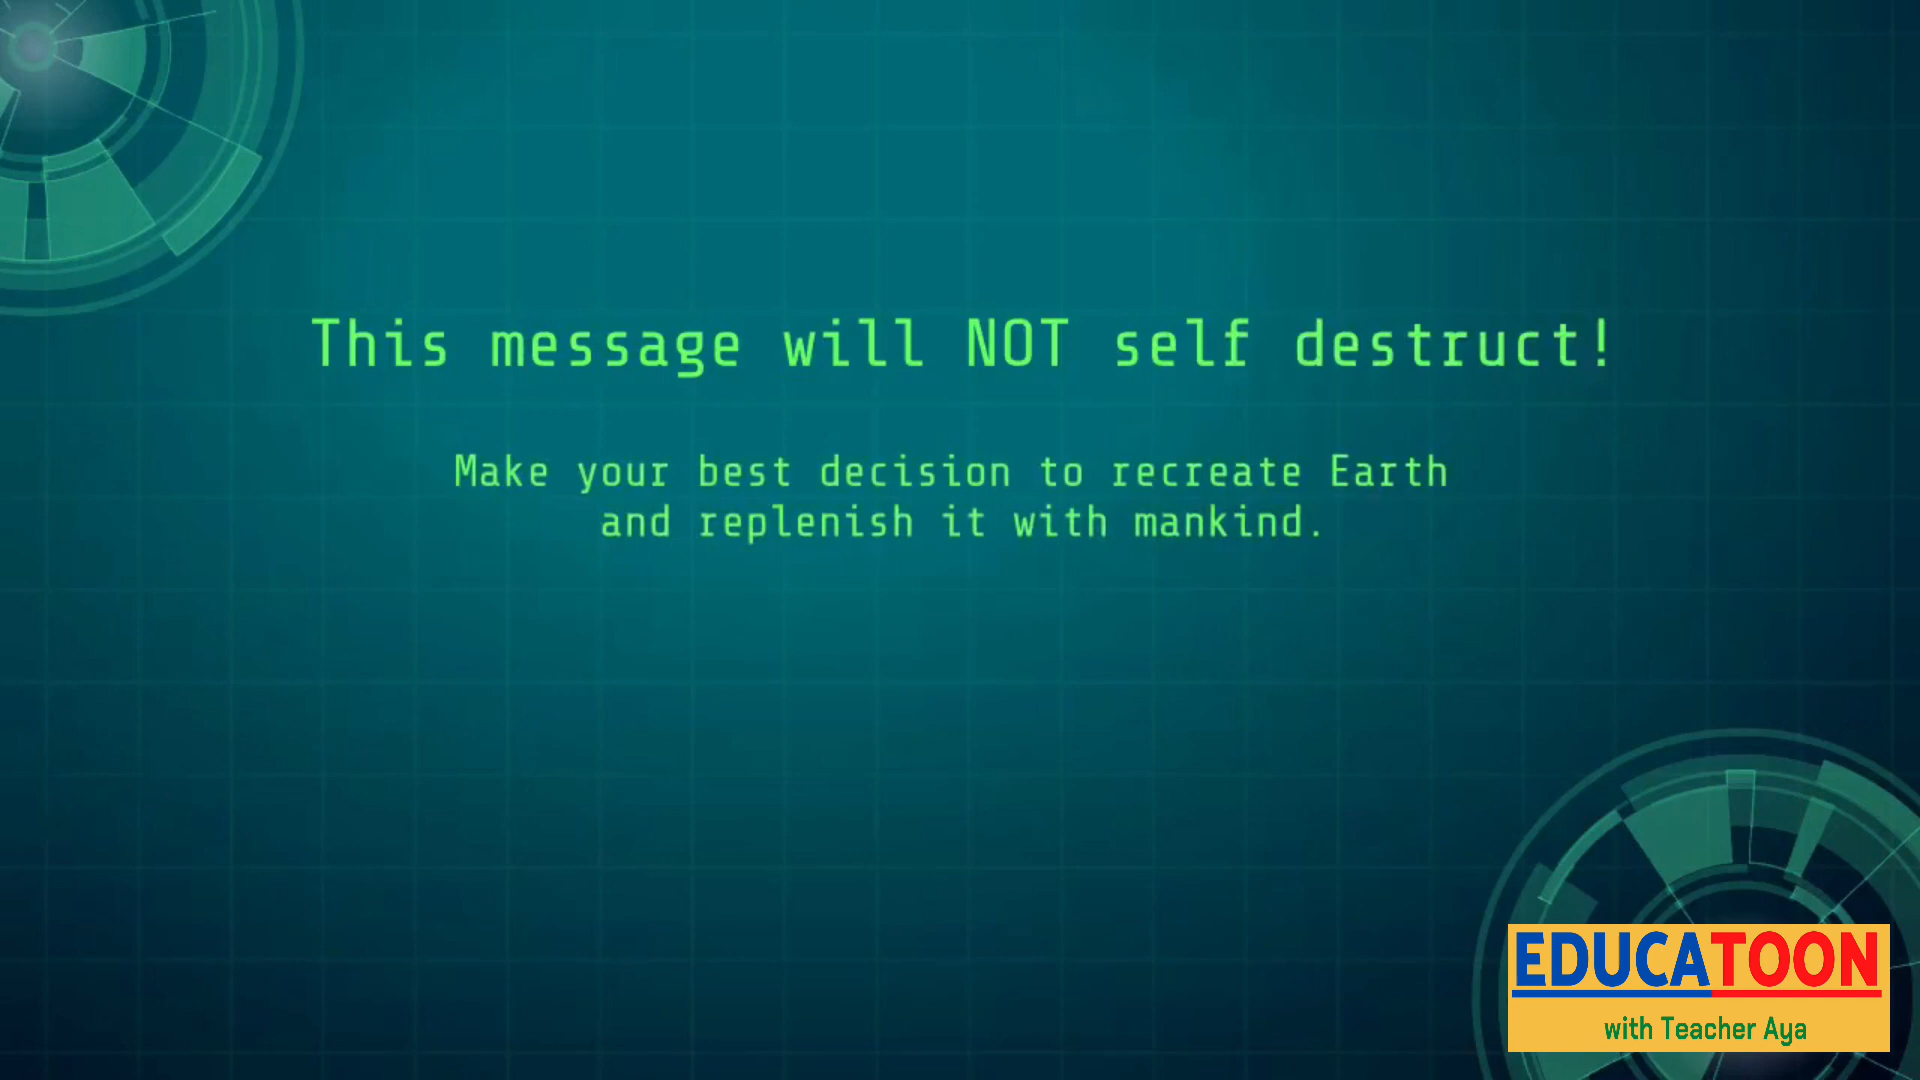 This message will NOT self destruct!
Make your best decision to recreate Earth
and replenish it with mankind.
EDUCATOON
with Teacher Aya